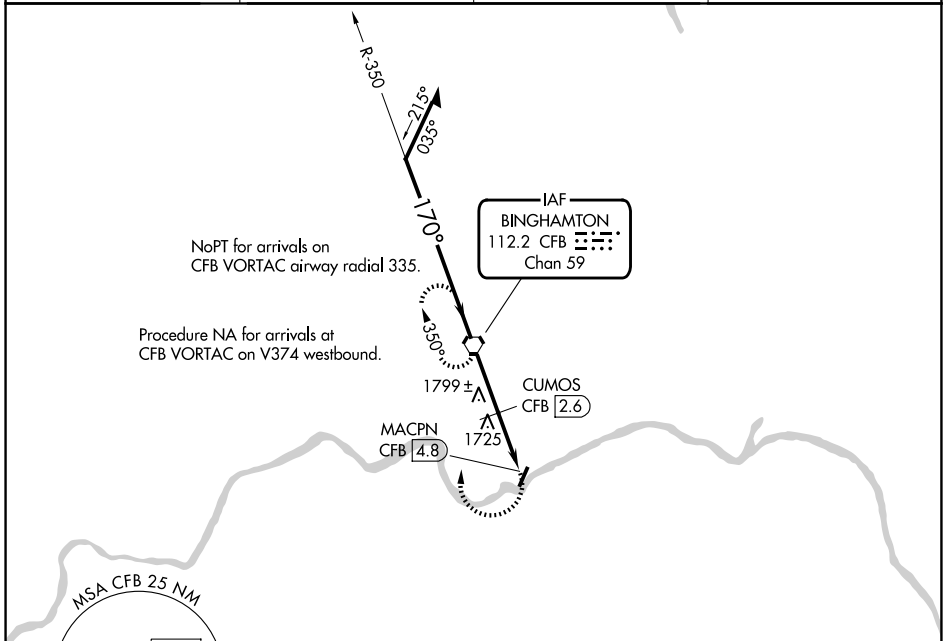 R-350
215°
035°
170°
IAF
BINGHAMTON
112.2 CFB
Chan 59
NoPT for arrivals on
CFB VORTAC airway radial 335.
350°
Procedure NA for arrivals at
CFB VORTAC on V374 westbound.
1799 ±
CUMOS
CFB 2.6
1725
MACPN
CFB 4.8
MSA CFB 25 NM